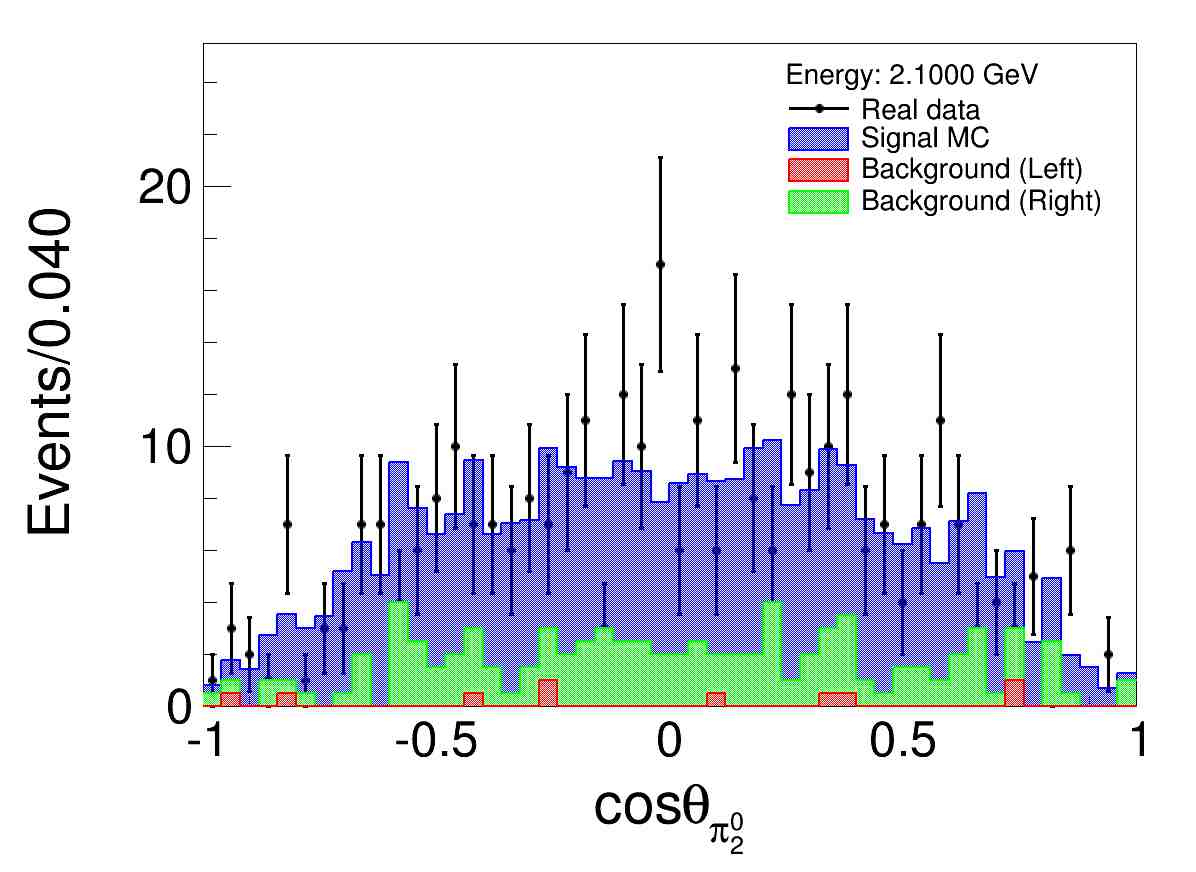 Energy: 2.1000 GeV
Real data
Signal MC
Background (Left)
Background (Right)
Events/0.040
20
10
0
-1 -0.5 0 0.5 1
cosθπ⁰₂